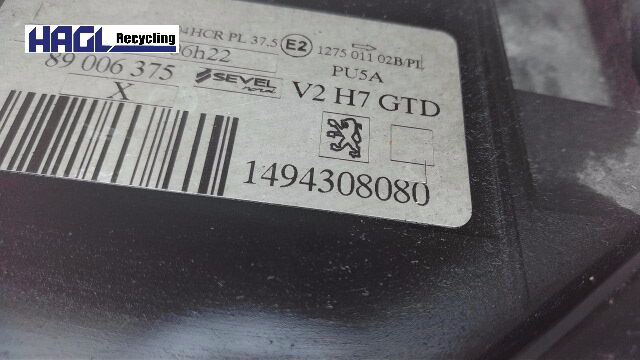 HAGL Recycling
HCR PL 37.5 E2 1275 011 02B/PL
6h22 PU5A
89 006 375 SEVEL V2 H7 GTD
X
1494308080